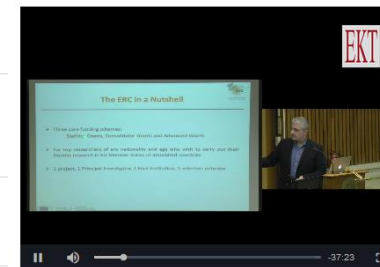 EKT
The ERC in a Nutshell
Three core funding schemes:
Starting Grants, Consolidator Grants and Advanced Grants
For top researchers of any nationality and age who wish to carry out their
frontier research in EU Member States or associated countries
1 project, 1 Principal Investigator, 1 Host Institution, 1 selection criterion
-37:23